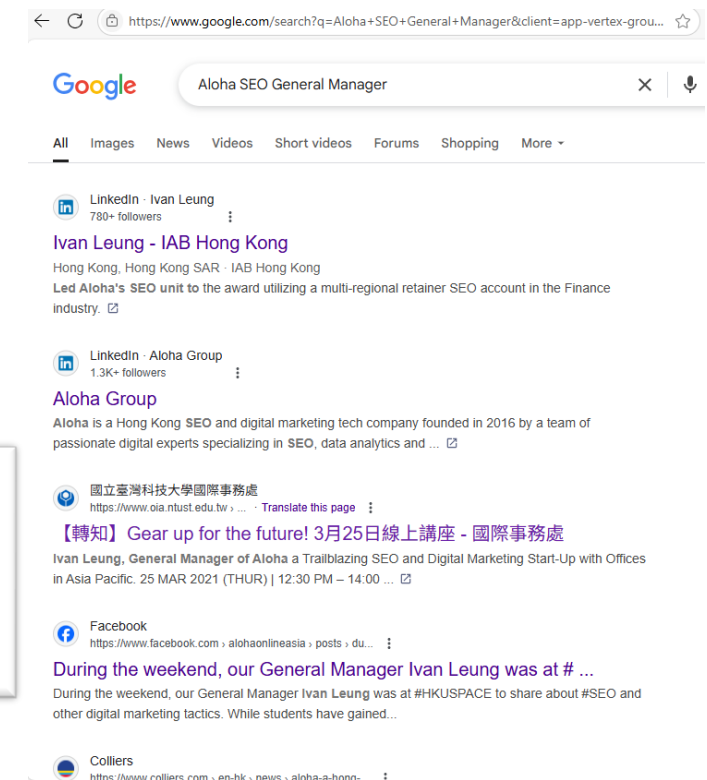 https://www.google.com/search?q=Aloha+SEO+General+Manager&client=app-vertex-grou...
Google
Aloha SEO General Manager
All Images News Videos Short videos Forums Shopping More
LinkedIn · Ivan Leung
780+ followers
Ivan Leung - IAB Hong Kong
Hong Kong, Hong Kong SAR · IAB Hong Kong
Led Aloha's SEO unit to the award utilizing a multi-regional retainer SEO account in the Finance
industry.
LinkedIn · Aloha Group
1.3K+ followers
Aloha Group
Aloha is a Hong Kong SEO and digital marketing tech company founded in 2016 by a team of
passionate digital experts specializing in SEO, data analytics and ...
國立臺灣科技大學國際事務處
https://www.oia.ntust.edu.tw › ... · Translate this page
【轉知】Gear up for the future! 3月25日線上講座 - 國際事務處
Ivan Leung, General Manager of Aloha a Trailblazing SEO and Digital Marketing Start-Up with Offices
in Asia Pacific. 25 MAR 2021 (THUR) | 12:30 PM – 14:00 ...
Facebook
https://www.facebook.com › alohaonlineasia › posts › du...
During the weekend, our General Manager Ivan Leung was at # ...
During the weekend, our General Manager Ivan Leung was at #HKUSPACE to share about #SEO and
other digital marketing tactics. While students have gained...
Colliers
https://www.colliers.com › en-hk › news › aloha-a-hong-...